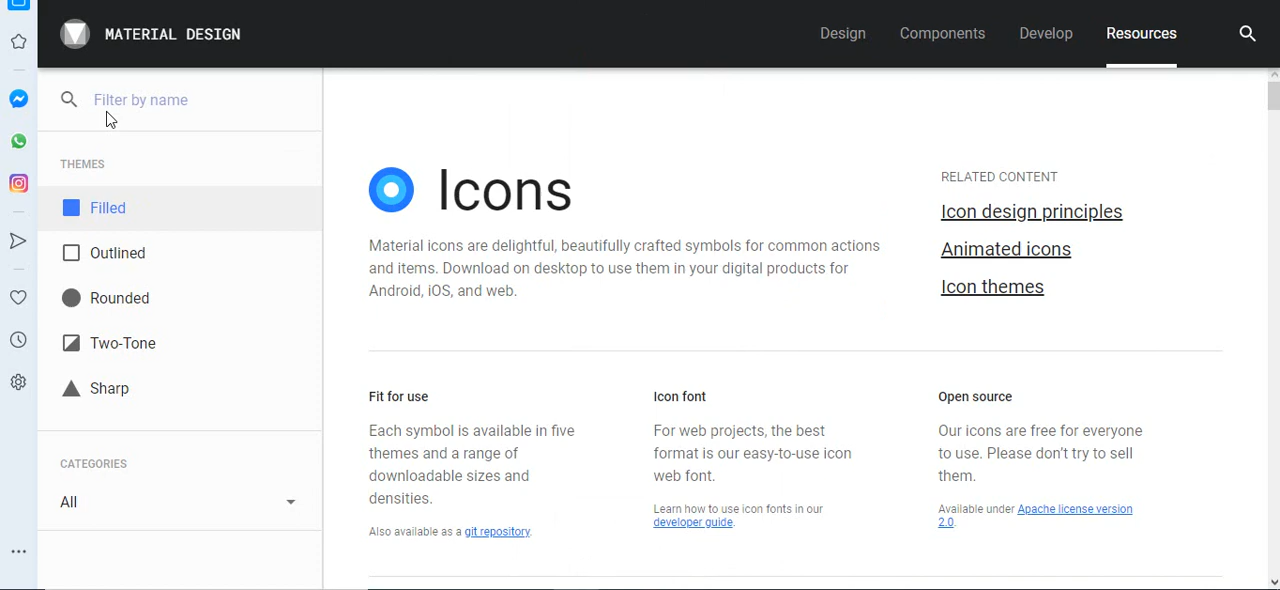 MATERIAL DESIGN
Design
Components
Develop
Resources
Filter by name
THEMES
Filled
Outlined
Rounded
Two-Tone
Sharp
CATEGORIES
All
Icons
Material icons are delightful, beautifully crafted symbols for common actions
and items. Download on desktop to use them in your digital products for
Android, iOS, and web.
RELATED CONTENT
Icon design principles
Animated icons
Icon themes
Fit for use
Each symbol is available in five
themes and a range of
downloadable sizes and
densities.
Also available as a git repository.
Icon font
For web projects, the best
format is our easy-to-use icon
web font.
Learn how to use icon fonts in our
developer guide.
Open source
Our icons are free for everyone
to use. Please don't try to sell
them.
Available under Apache license version
2.0.